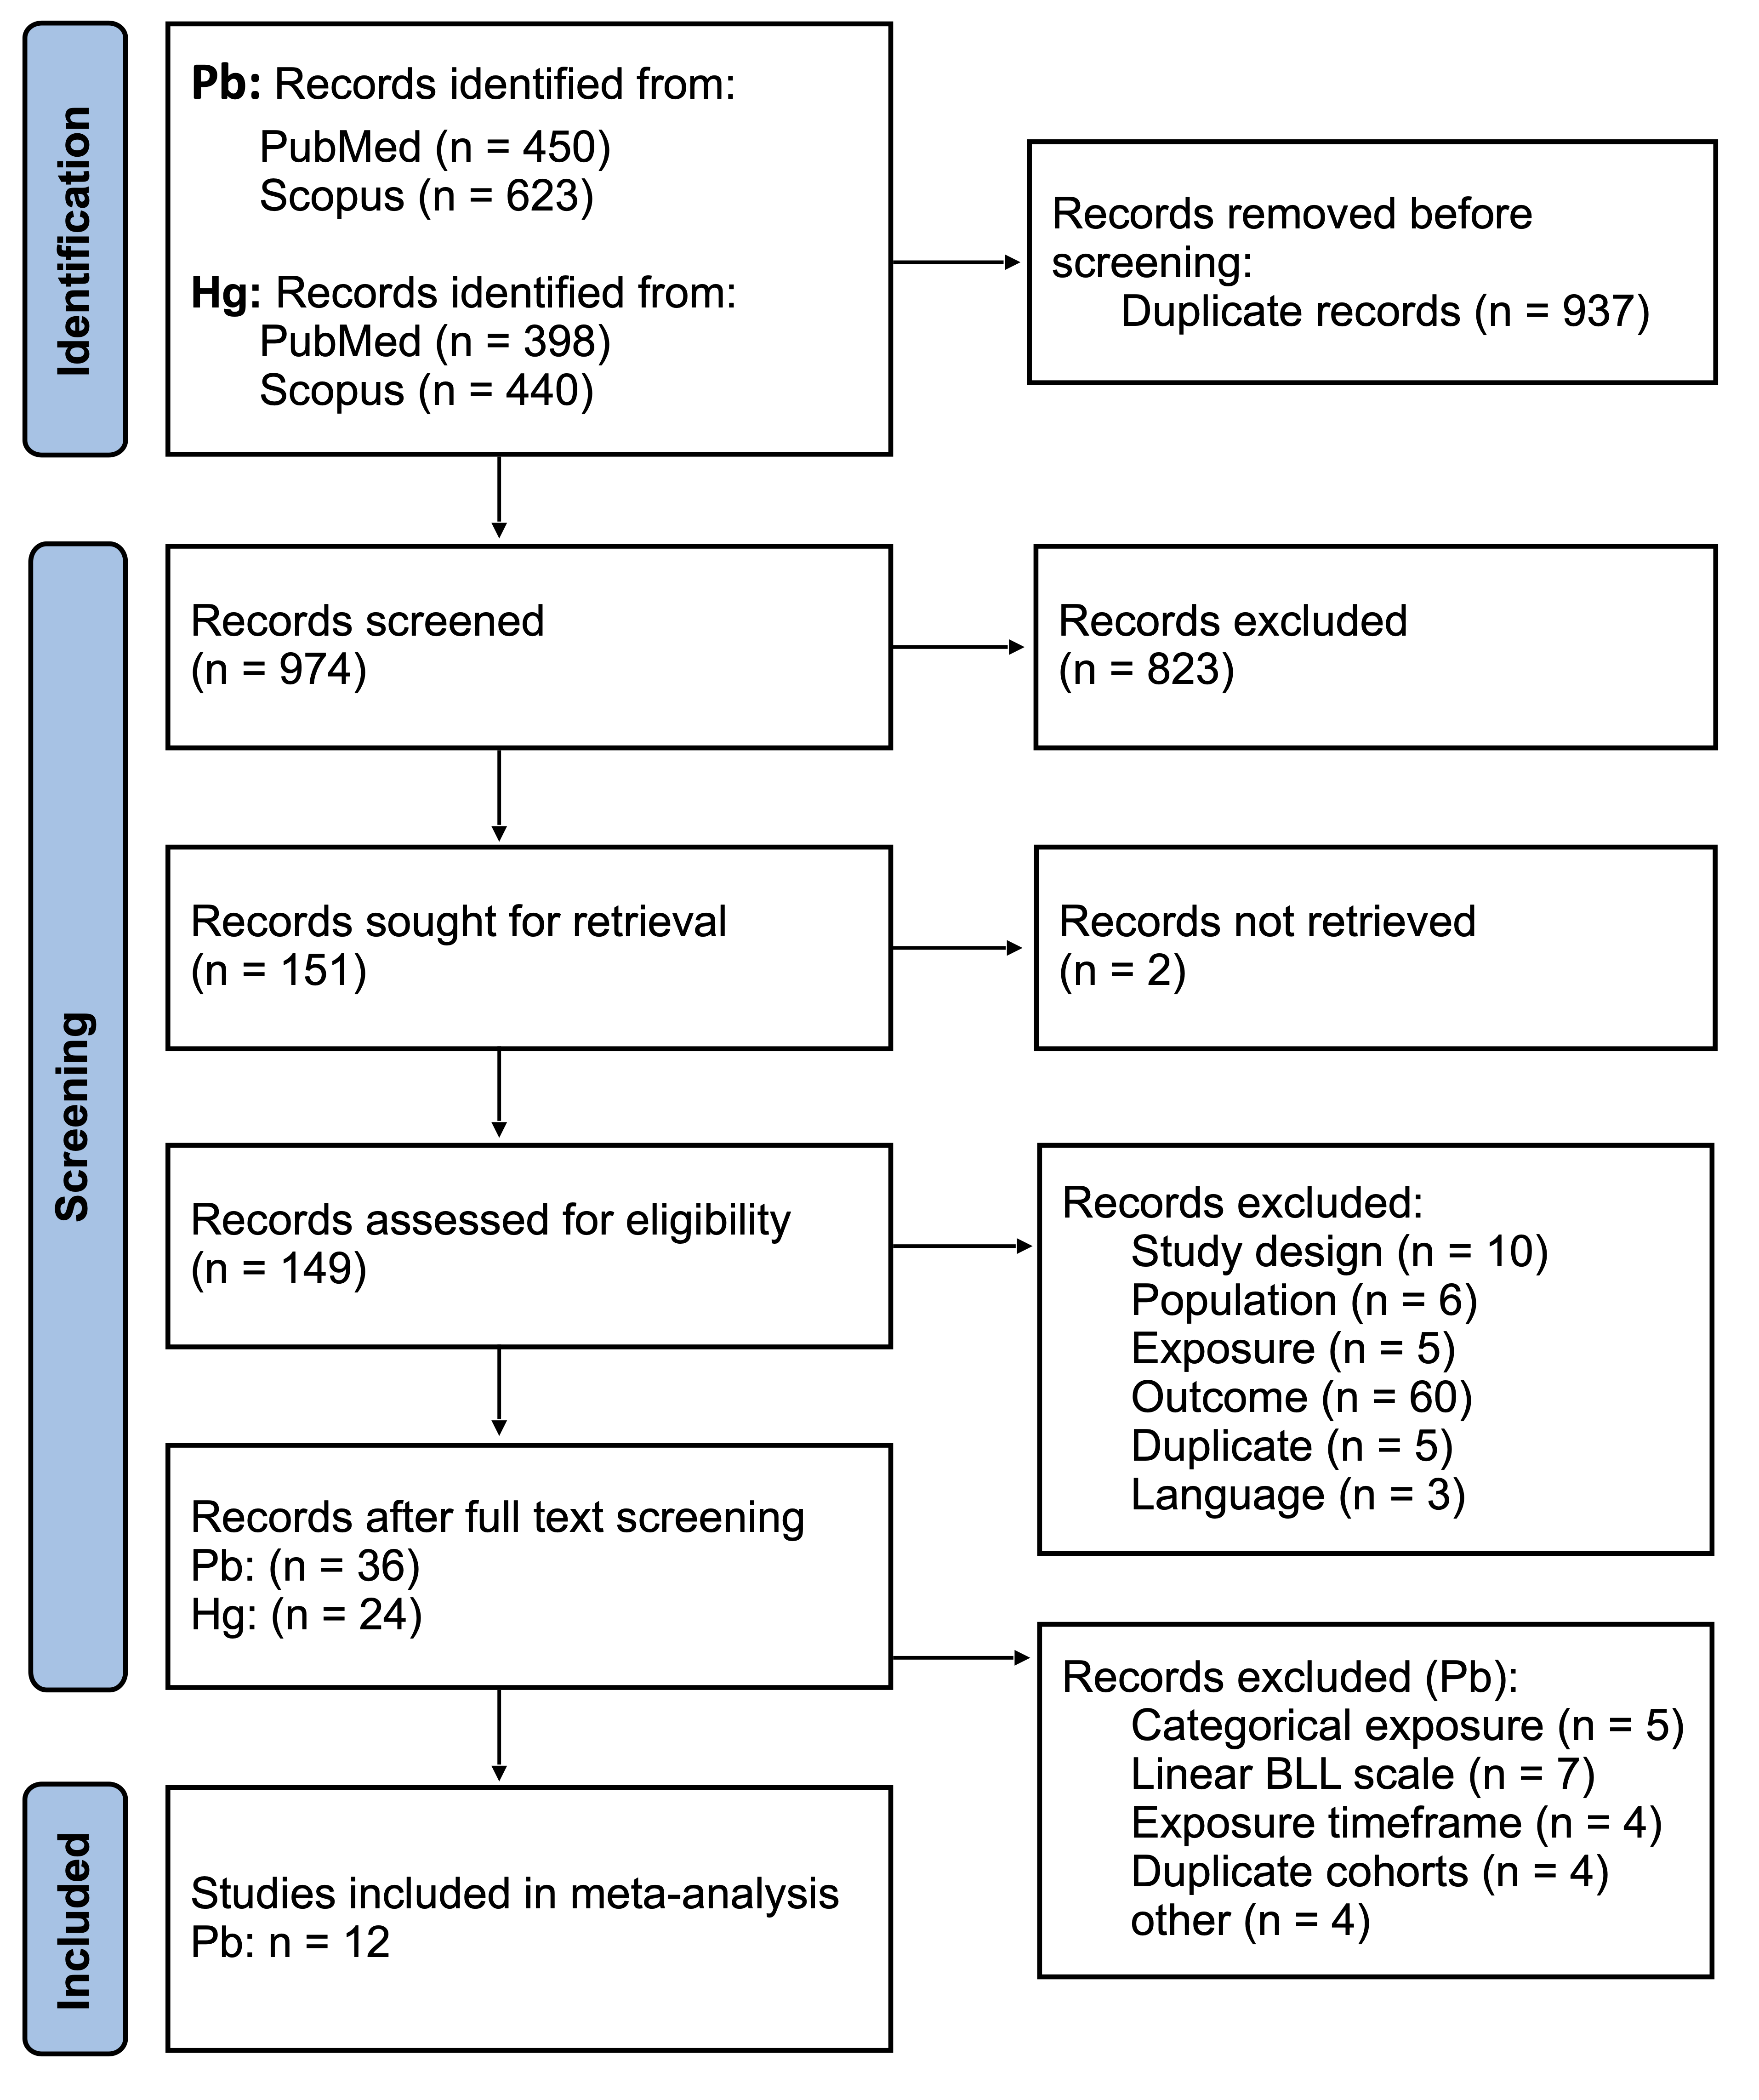 Identification
Pb: Records identified from:
PubMed (n = 450)
Scopus (n = 623)
Hg: Records identified from:
PubMed (n = 398)
Scopus (n = 440)
Records removed before
screening:
Duplicate records (n = 937)
Screening
Records screened
(n = 974)
Records excluded
(n = 823)
Records sought for retrieval
(n = 151)
Records not retrieved
(n = 2)
Records assessed for eligibility
(n = 149)
Records excluded:
Study design (n = 10)
Population (n = 6)
Exposure (n = 5)
Outcome (n = 60)
Duplicate (n = 5)
Language (n = 3)
Records after full text screening
Pb: (n = 36)
Hg: (n = 24)
Records excluded (Pb):
Categorical exposure (n = 5)
Linear BLL scale (n = 7)
Exposure timeframe (n = 4)
Duplicate cohorts (n = 4)
other (n = 4)
Included
Studies included in meta-analysis
Pb: n = 12